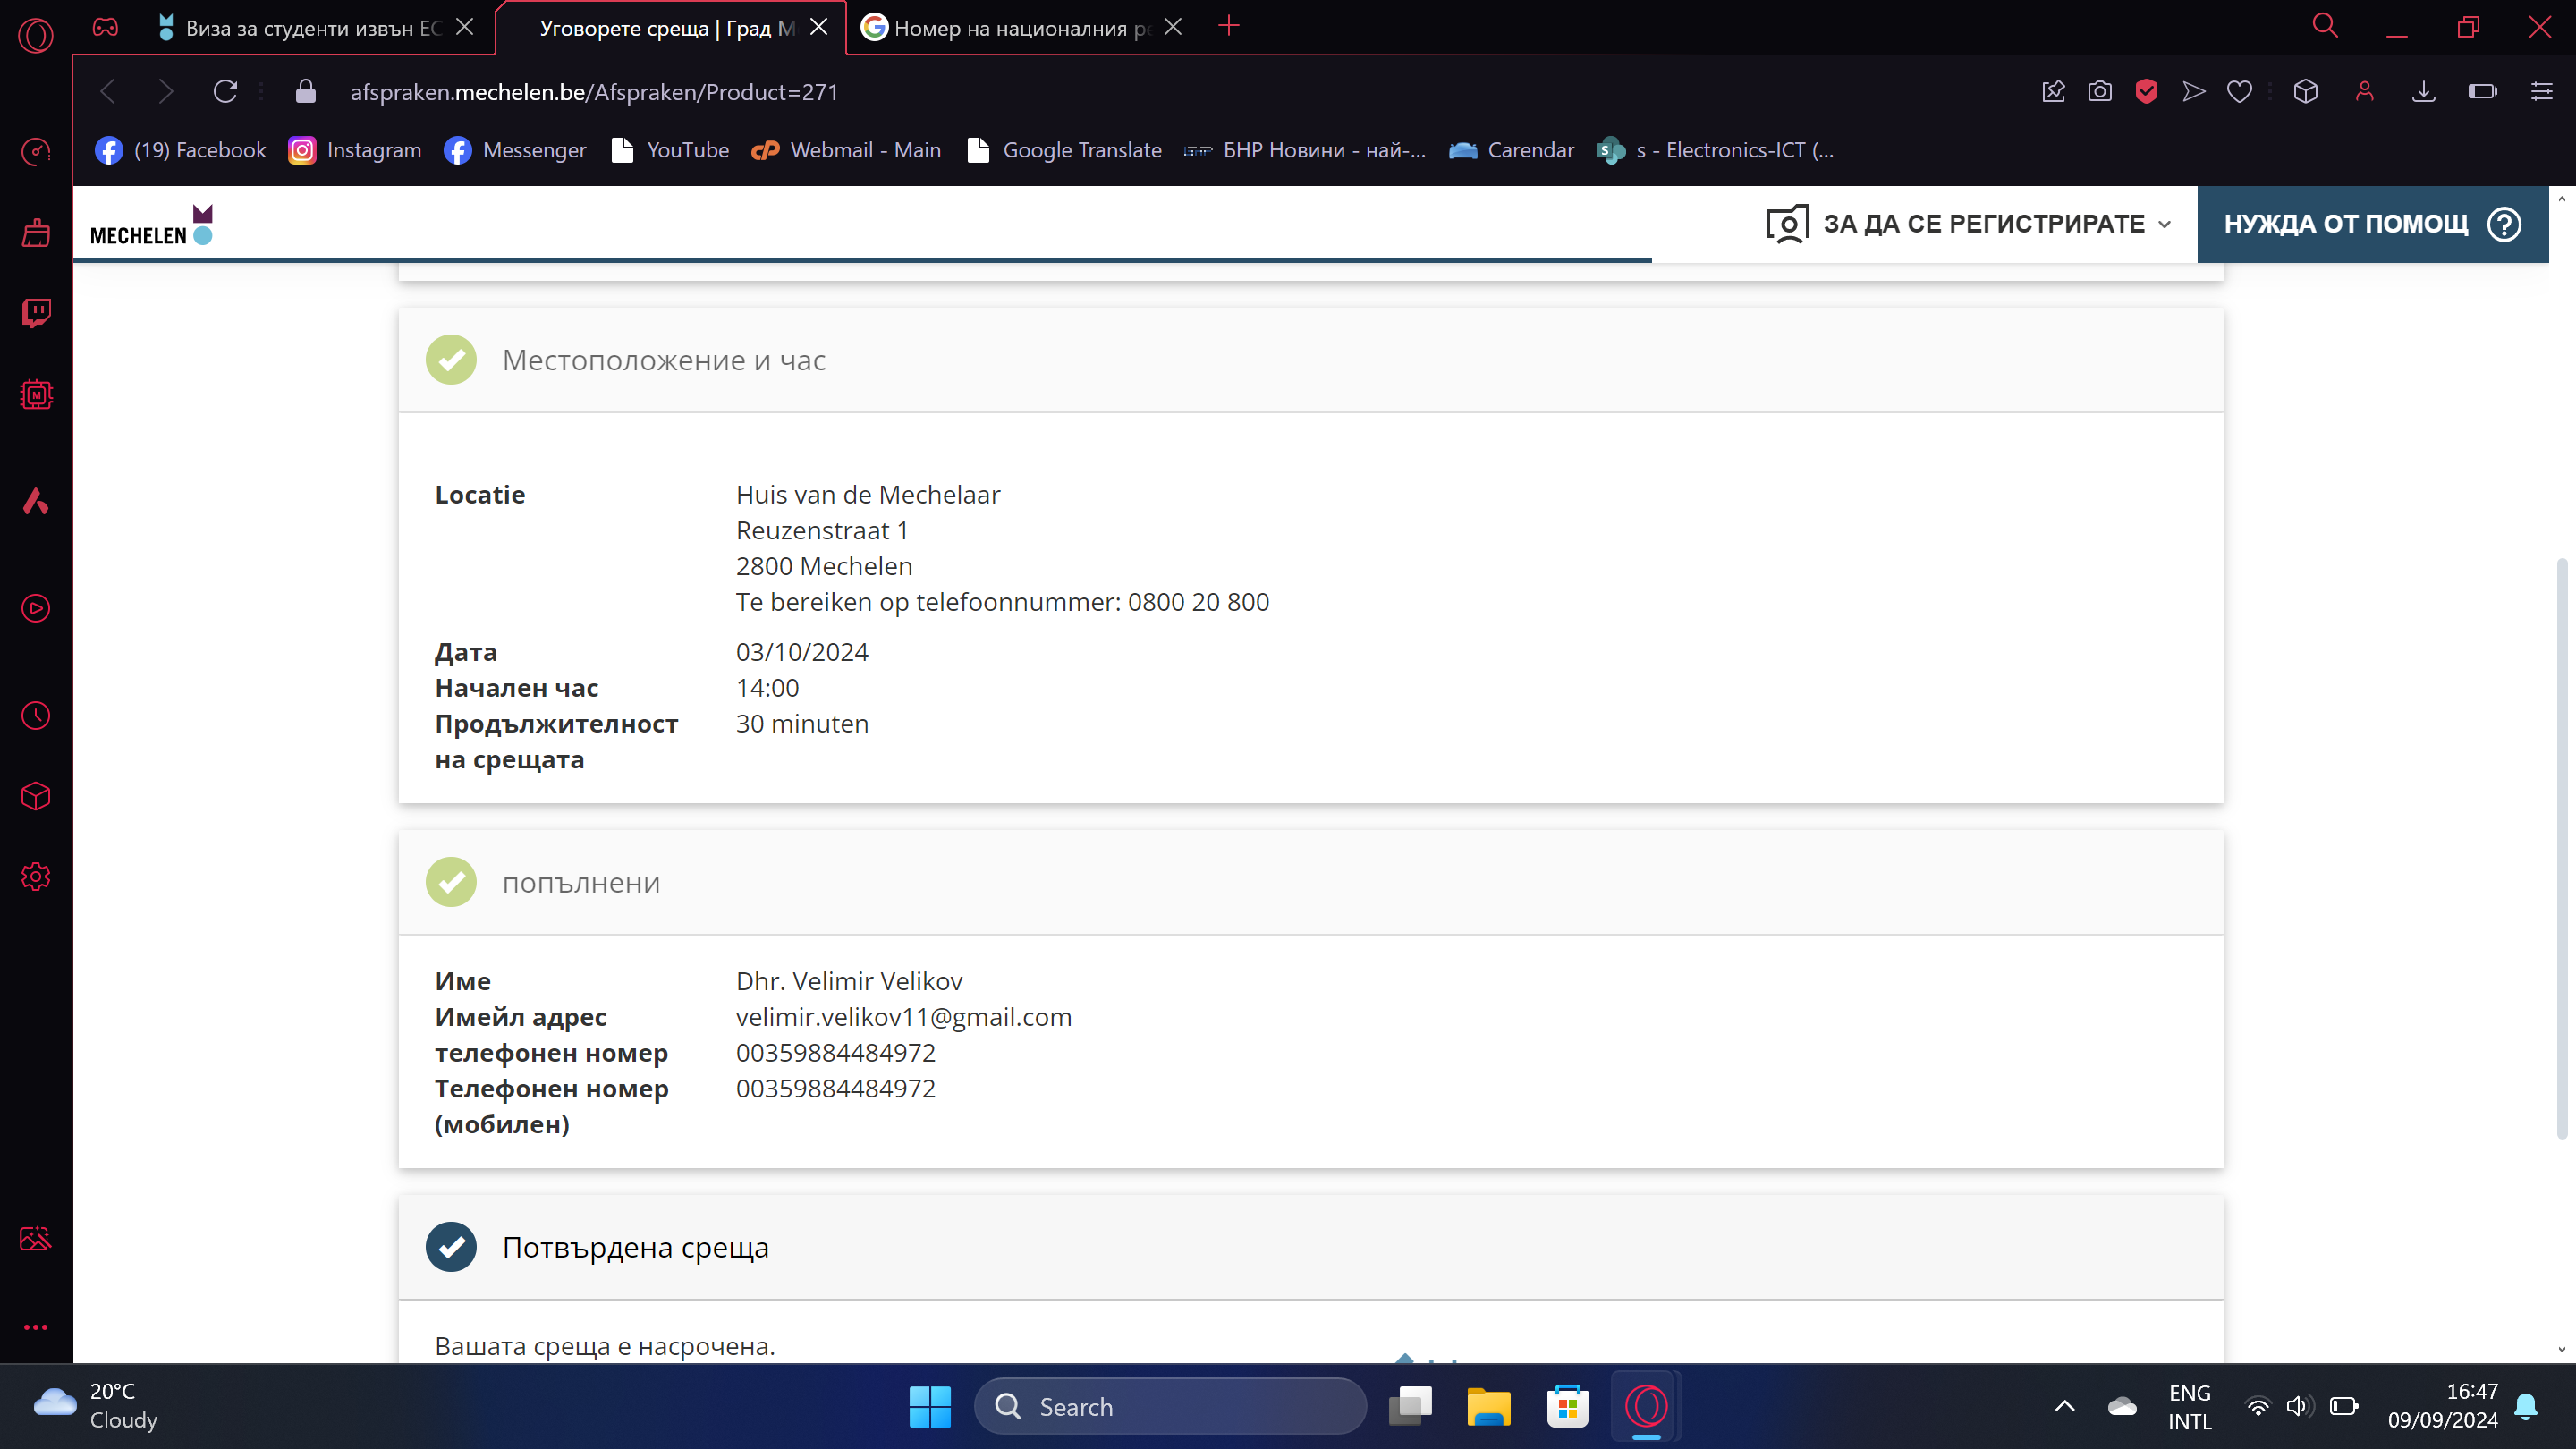 Виза за студенти извън ЕС
Уговорете среща | Град М
Номер на националния ре
afspraken.mechelen.be/Afspraken/Product=271
(19) Facebook
Instagram
Messenger
YouTube
Webmail - Main
Google Translate
БНР Новини - най-...
Carendar
s - Electronics-ICT (...
MECHELEN
ЗА ДА СЕ РЕГИСТРИРАТЕ
НУЖДА ОТ ПОМОЩ
Местоположение и час
Locatie Huis van de Mechelaar
Reuzenstraat 1
2800 Mechelen
Te bereiken op telefoonnummer: 0800 20 800
Дата 03/10/2024
Начален час 14:00
Продължителност 30 minuten
на срещата
попълнени
Име Dhr. Velimir Velikov
Имейл адрес velimir.velikov11@gmail.com
телефонен номер 00359884484972
Телефонен номер 00359884484972
(мобилен)
Потвърдена среща
Вашата среща е насрочена.
20°C
Cloudy
Search
ENG
INTL
16:47
09/09/2024